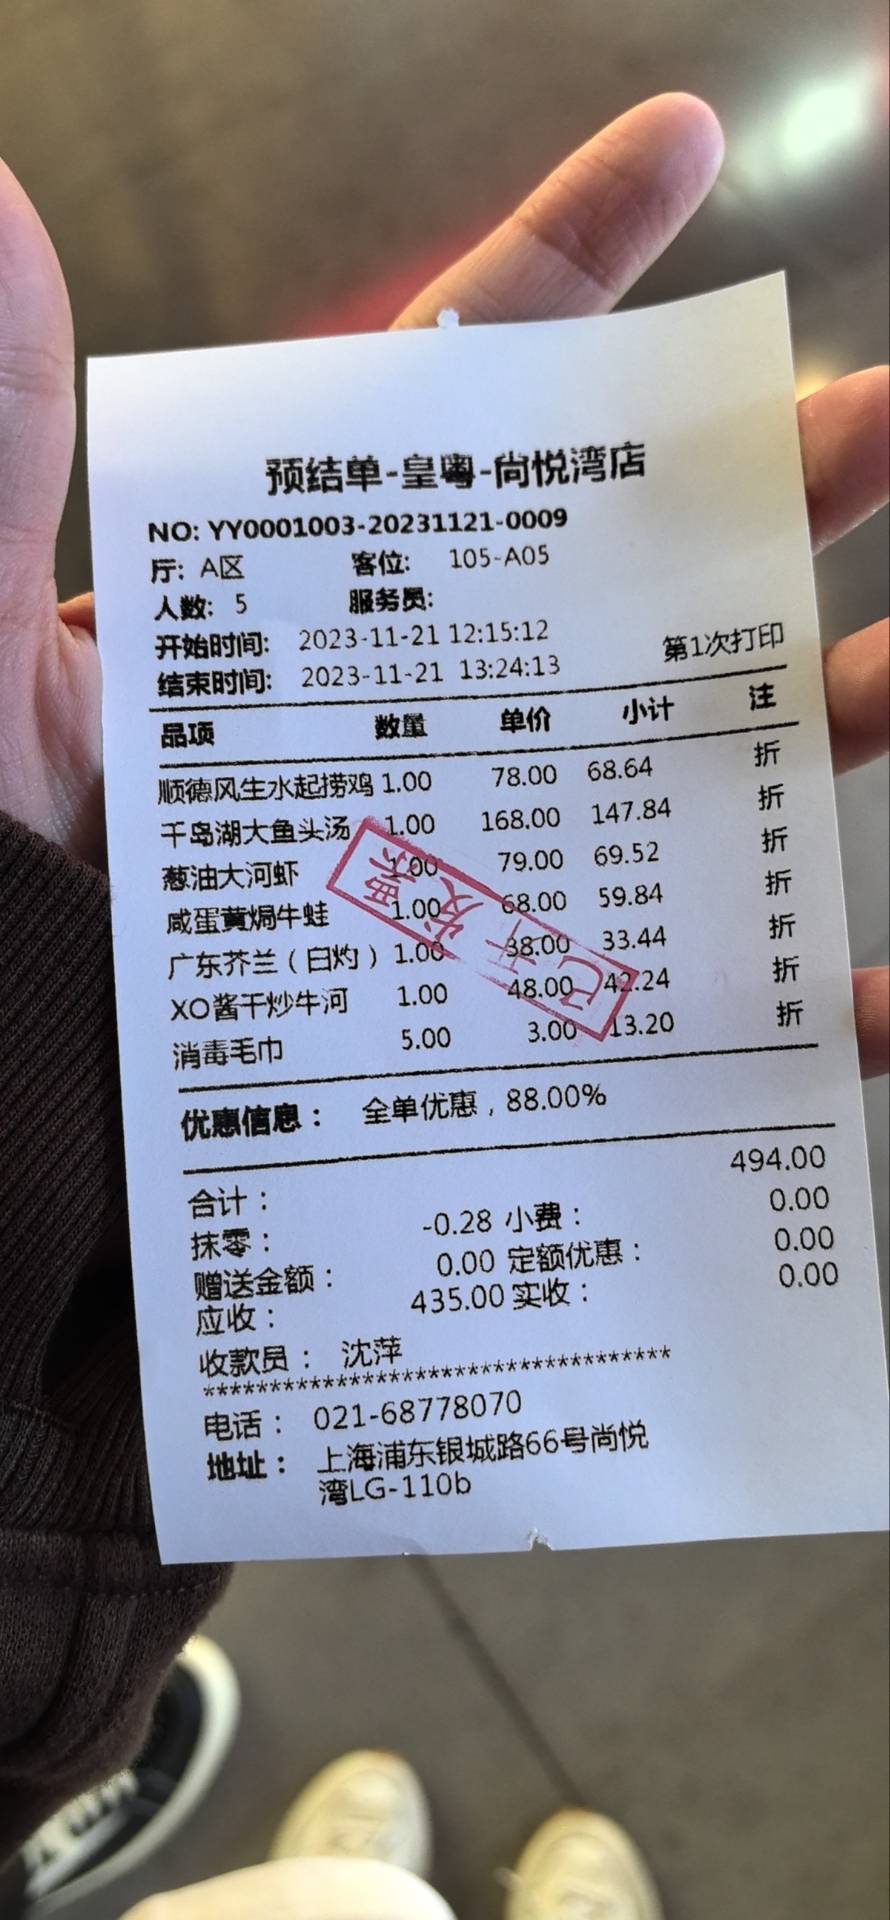 预结单-皇粤-尚悦湾店
NO: YY0001003-20231121-0009
厅: A区 客位: 105-A05
人数: 5 服务员:
开始时间: 2023-11-21 12:15:12
结束时间: 2023-11-21 13:24:13 第1次打印
品项 数量 单价 小计 注
顺德风生水起捞鸡 1.00 78.00 68.64 折
千岛湖大鱼头汤 1.00 168.00 147.84 折
葱油大河虾 1.00 79.00 69.52 折
咸蛋黄焗牛蛙 1.00 68.00 59.84 折
广东芥兰（白灼）1.00 38.00 33.44 折
XO酱干炒牛河 1.00 48.00 42.24 折
消毒毛巾 5.00 3.00 13.20 折
已开发票
优惠信息： 全单优惠，88.00%
合计： 494.00
抹零： -0.28 小费： 0.00
赠送金额： 0.00 定额优惠： 0.00
应收： 435.00 实收： 0.00
收款员： 沈萍
************************************
电话： 021-68778070
地址： 上海浦东银城路66号尚悦
湾LG-110b